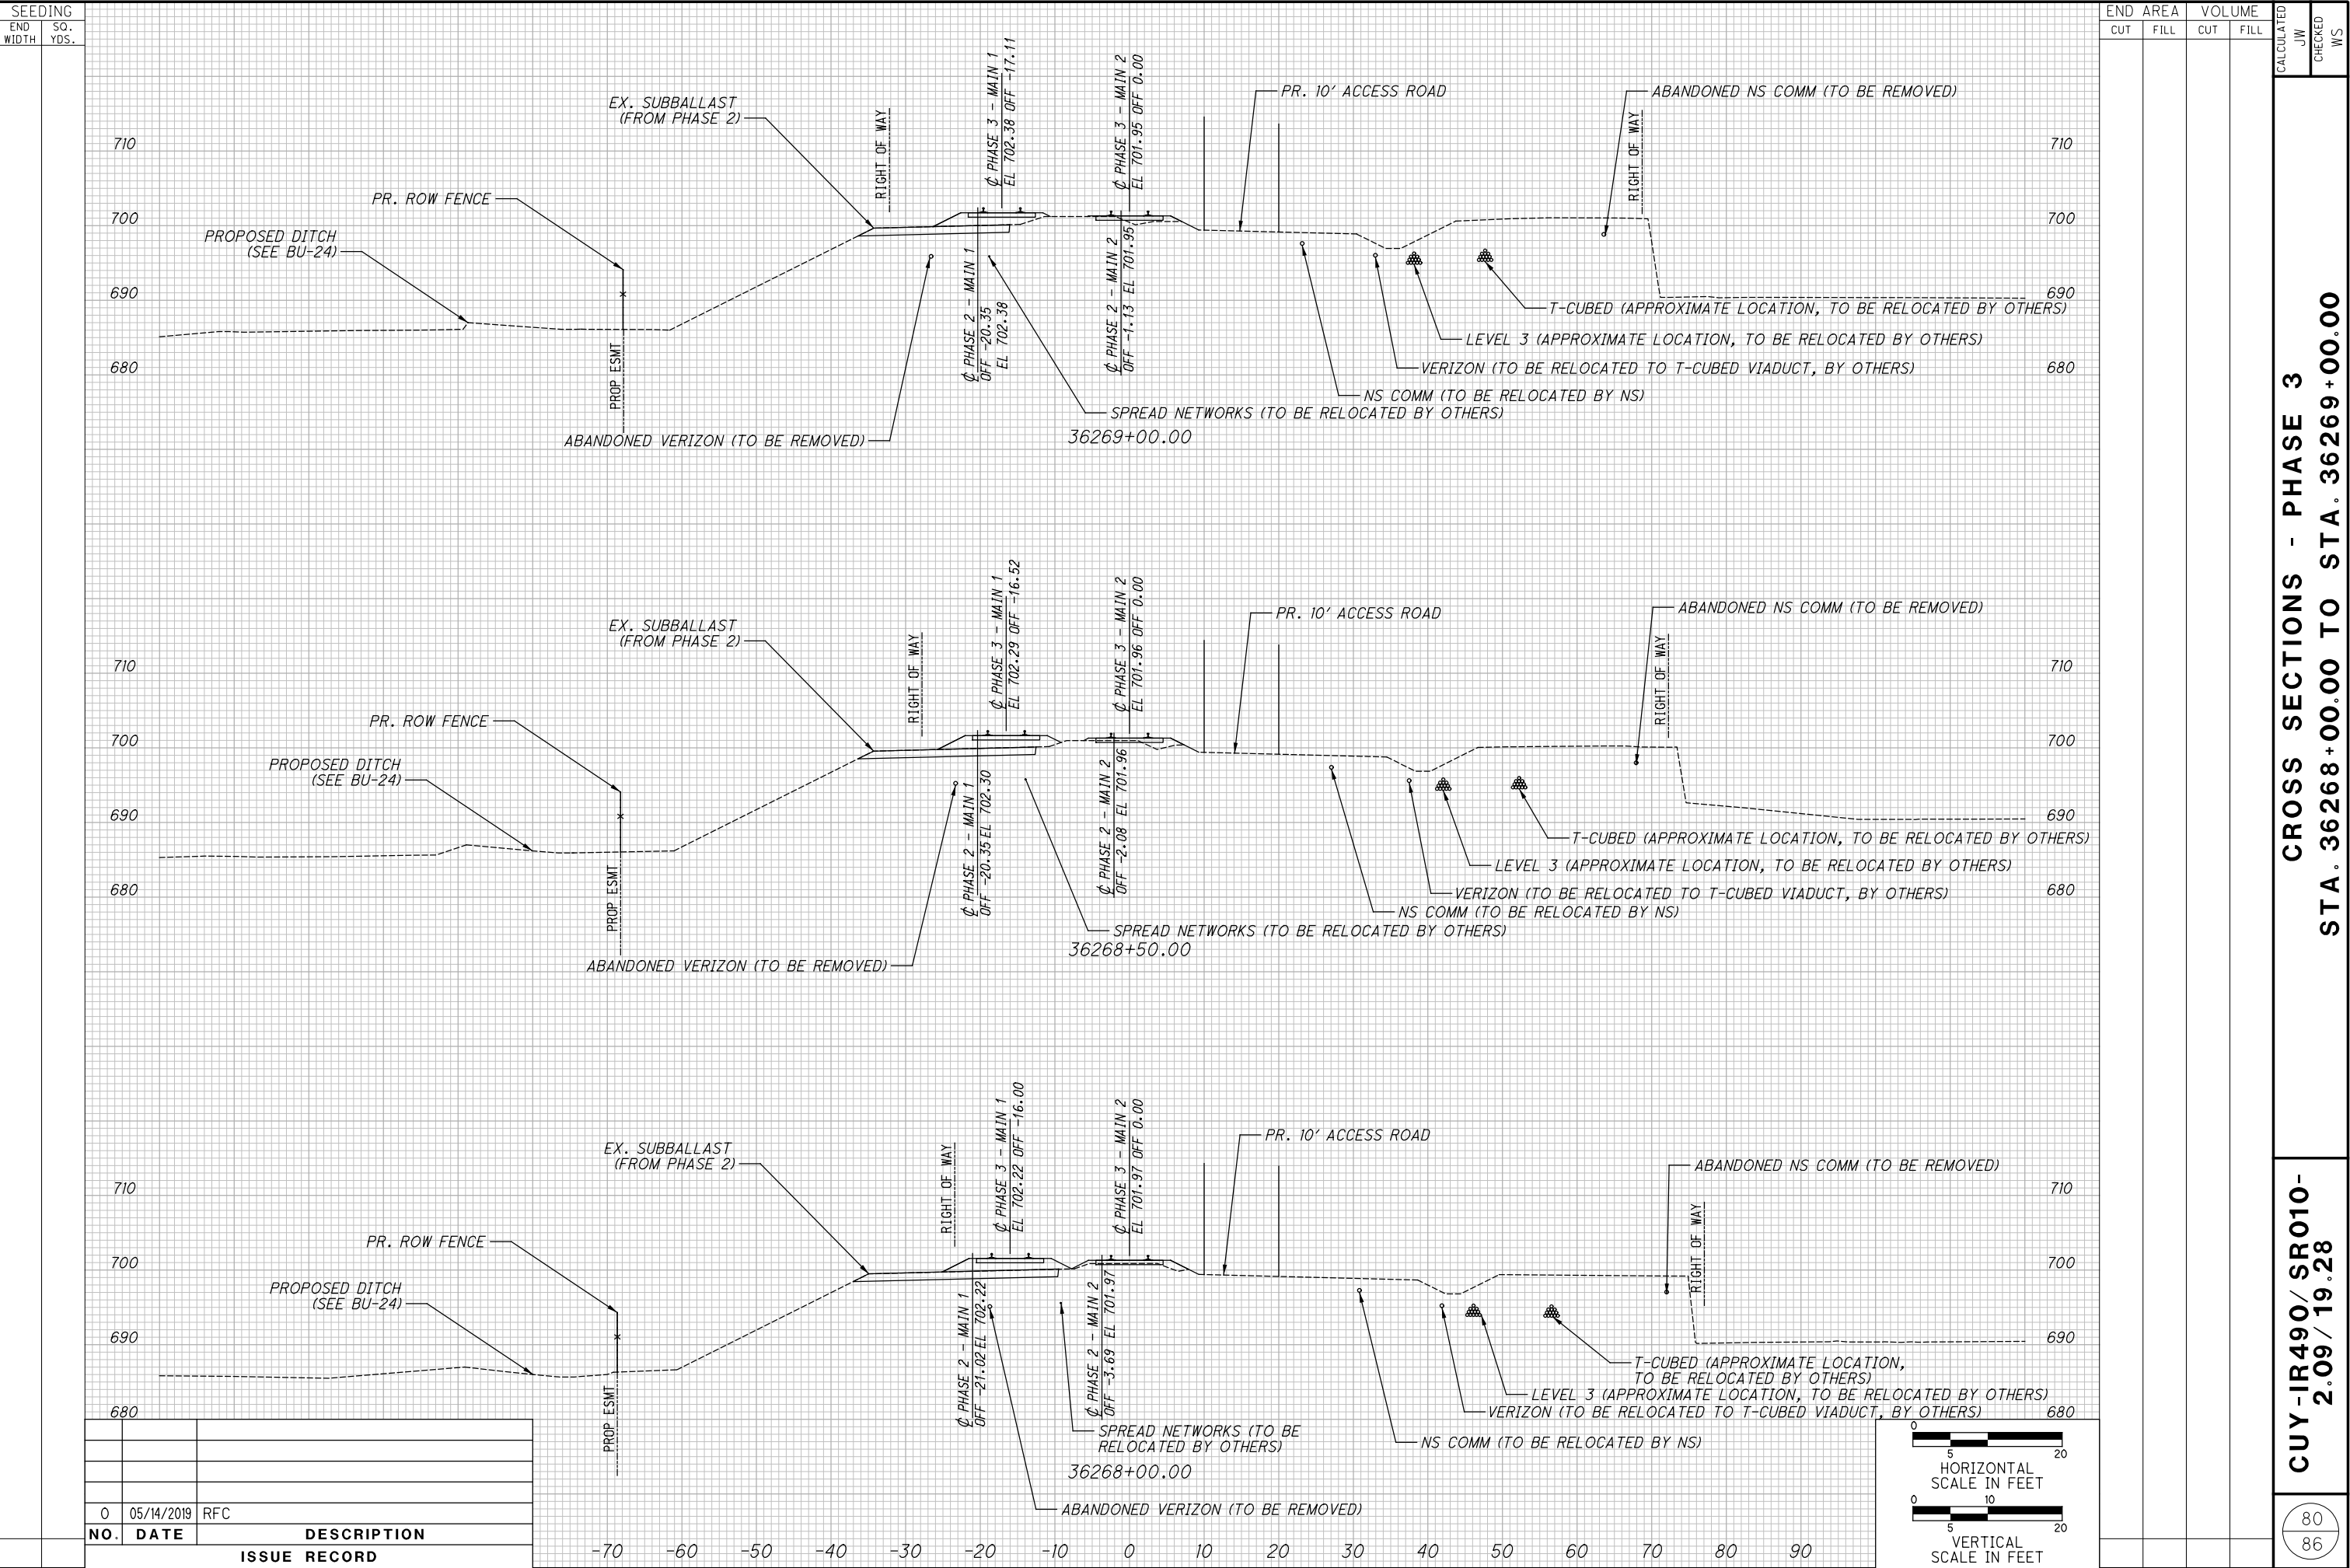 SEEDING
END WIDTH
SQ. YDS.
END AREA
VOLUME
CUT
FILL
CUT
FILL
CALCULATED
JW
CHECKED
WS
EX. SUBBALLAST
(FROM PHASE 2)
RIGHT OF WAY
℄ PHASE 3 - MAIN 1
EL 702.38 OFF -17.11
℄ PHASE 3 - MAIN 2
EL 701.95 OFF 0.00
PR. 10' ACCESS ROAD
ABANDONED NS COMM (TO BE REMOVED)
RIGHT OF WAY
710
710
PR. ROW FENCE
700
700
PROPOSED DITCH
(SEE BU-24)
690
690
680
680
PROP ESMT
℄ PHASE 2 - MAIN 1
OFF -20.35
EL 702.38
℄ PHASE 2 - MAIN 2
OFF -1.13 EL 701.95
T-CUBED (APPROXIMATE LOCATION, TO BE RELOCATED BY OTHERS)
LEVEL 3 (APPROXIMATE LOCATION, TO BE RELOCATED BY OTHERS)
VERIZON (TO BE RELOCATED TO T-CUBED VIADUCT, BY OTHERS)
NS COMM (TO BE RELOCATED BY NS)
SPREAD NETWORKS (TO BE RELOCATED BY OTHERS)
ABANDONED VERIZON (TO BE REMOVED)
36269+00.00
EX. SUBBALLAST
(FROM PHASE 2)
RIGHT OF WAY
℄ PHASE 3 - MAIN 1
EL 702.29 OFF -16.52
℄ PHASE 3 - MAIN 2
EL 701.96 OFF 0.00
PR. 10' ACCESS ROAD
ABANDONED NS COMM (TO BE REMOVED)
RIGHT OF WAY
710
710
PR. ROW FENCE
700
700
PROPOSED DITCH
(SEE BU-24)
690
690
680
680
PROP ESMT
℄ PHASE 2 - MAIN 1
OFF -20.35 EL 702.30
℄ PHASE 2 - MAIN 2
OFF -2.08 EL 701.96
T-CUBED (APPROXIMATE LOCATION, TO BE RELOCATED BY OTHERS)
LEVEL 3 (APPROXIMATE LOCATION, TO BE RELOCATED BY OTHERS)
VERIZON (TO BE RELOCATED TO T-CUBED VIADUCT, BY OTHERS)
NS COMM (TO BE RELOCATED BY NS)
SPREAD NETWORKS (TO BE RELOCATED BY OTHERS)
36268+50.00
ABANDONED VERIZON (TO BE REMOVED)
EX. SUBBALLAST
(FROM PHASE 2)
RIGHT OF WAY
℄ PHASE 3 - MAIN 1
EL 702.22 OFF -16.00
℄ PHASE 3 - MAIN 2
EL 701.97 OFF 0.00
PR. 10' ACCESS ROAD
ABANDONED NS COMM (TO BE REMOVED)
RIGHT OF WAY
710
710
PR. ROW FENCE
700
700
PROPOSED DITCH
(SEE BU-24)
690
690
680
680
PROP ESMT
℄ PHASE 2 - MAIN 1
OFF -21.02 EL 702.22
℄ PHASE 2 - MAIN 2
OFF -3.69 EL 701.97
T-CUBED (APPROXIMATE LOCATION,
TO BE RELOCATED BY OTHERS)
LEVEL 3 (APPROXIMATE LOCATION, TO BE RELOCATED BY OTHERS)
VERIZON (TO BE RELOCATED TO T-CUBED VIADUCT, BY OTHERS)
NS COMM (TO BE RELOCATED BY NS)
SPREAD NETWORKS (TO BE
RELOCATED BY OTHERS)
36268+00.00
ABANDONED VERIZON (TO BE REMOVED)
-70 -60 -50 -40 -30 -20 -10 0 10 20 30 40 50 60 70 80 90
0 05/14/2019 RFC
NO. DATE DESCRIPTION
ISSUE RECORD
0
5 20
HORIZONTAL
SCALE IN FEET
0 10
5 20
VERTICAL
SCALE IN FEET
CROSS SECTIONS - PHASE 3
STA. 36268+00.00 TO STA. 36269+00.00
CUY-IR490/SR010-
2.09/19.28
80
86